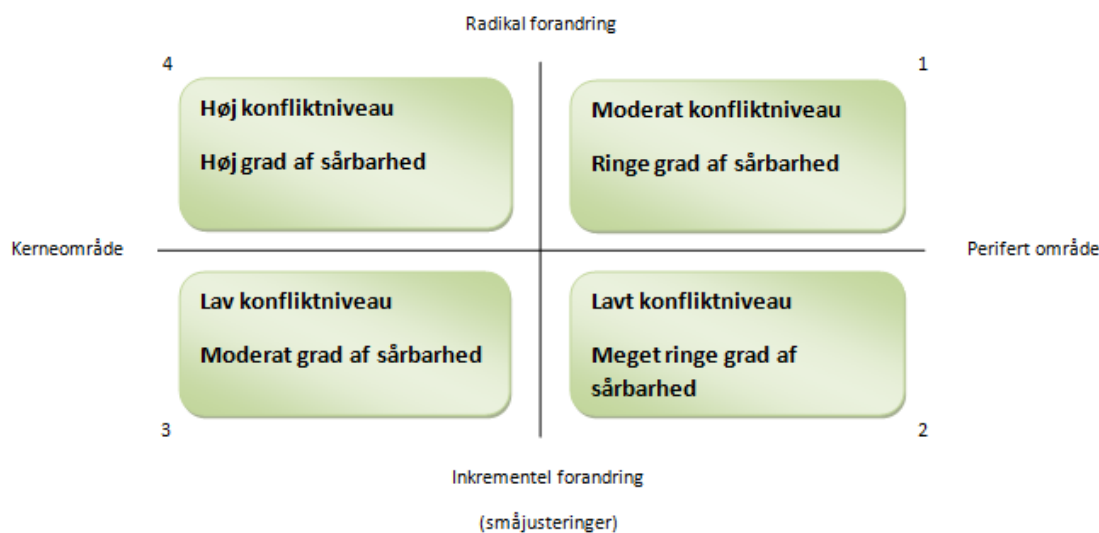 Radikal forandring
4
1
Høj konfliktniveau
Høj grad af sårbarhed
Moderat konfliktniveau
Ringe grad af sårbarhed
Kerneområde
Perifert område
Lav konfliktniveau
Moderat grad af sårbarhed
Lavt konfliktniveau
Meget ringe grad af
sårbarhed
3
2
Inkrementel forandring
(småjusteringer)